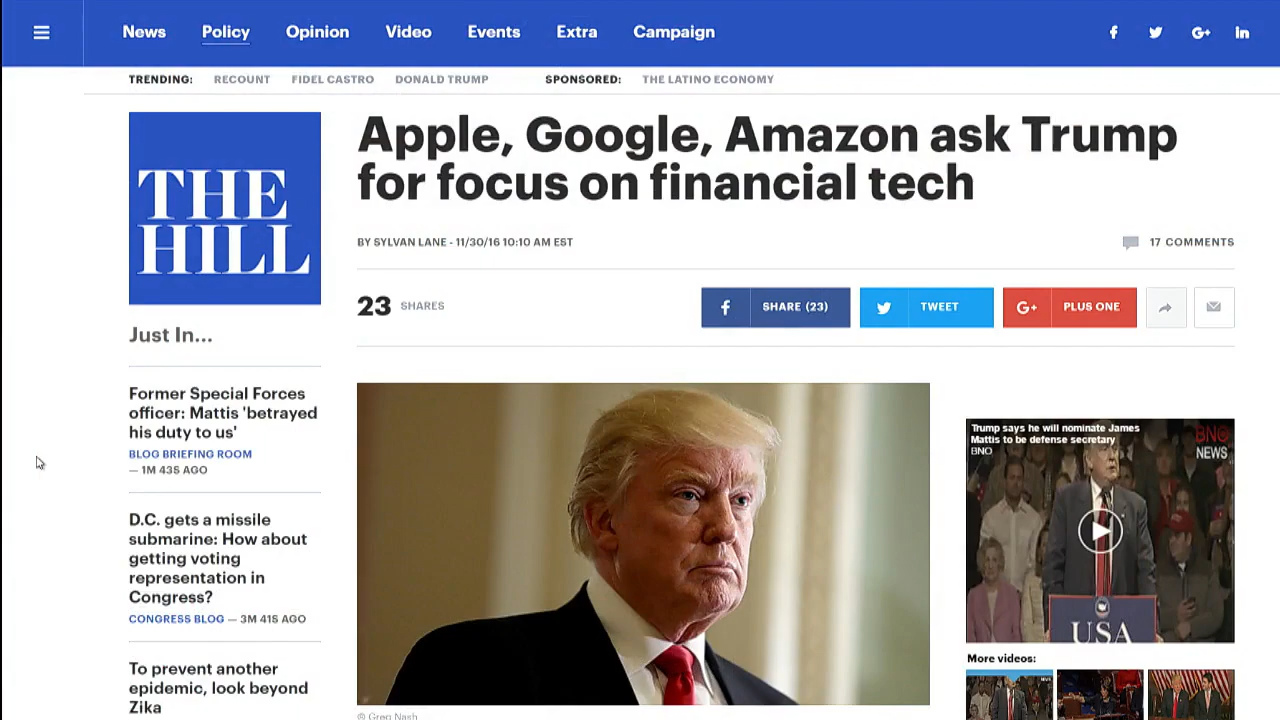 News Policy Opinion Video Events Extra Campaign
TRENDING: RECOUNT FIDEL CASTRO DONALD TRUMP SPONSORED: THE LATINO ECONOMY
THE
HILL
Apple, Google, Amazon ask Trump
for focus on financial tech
BY SYLVAN LANE - 11/30/16 10:10 AM EST
17 COMMENTS
23 SHARES
SHARE (23)
TWEET
G+ PLUS ONE
Just In...
Former Special Forces
officer: Mattis 'betrayed
his duty to us'
BLOG BRIEFING ROOM
— 1M 43S AGO
D.C. gets a missile
submarine: How about
getting voting
representation in
Congress?
CONGRESS BLOG — 3M 41S AGO
To prevent another
epidemic, look beyond
Zika
© Greg Nash
Trump says he will nominate James
Mattis to be defense secretary
BNO
BNO
NEWS
USA
More videos: